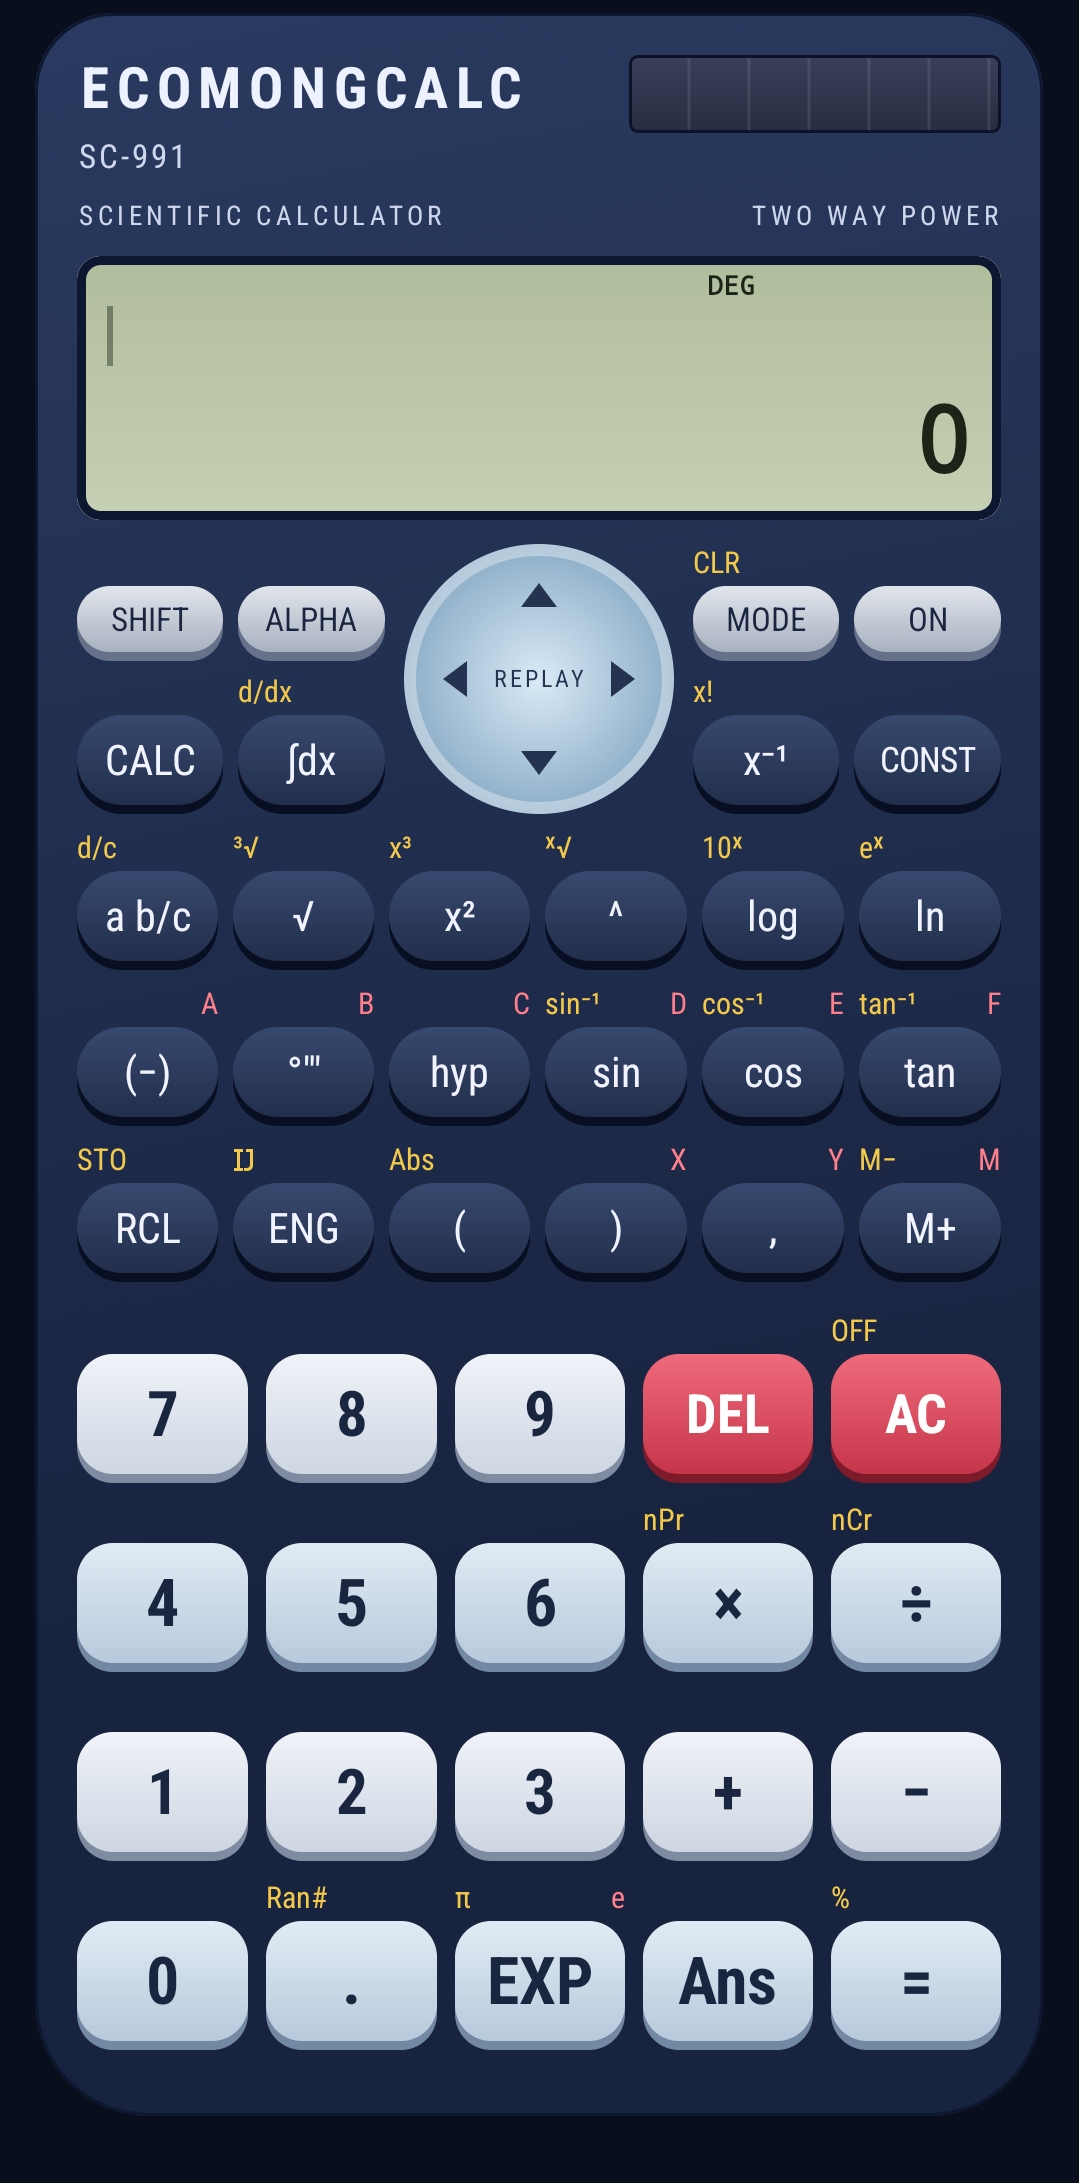 ECOMONGCALC
SC-991
SCIENTIFIC CALCULATOR TWO WAY POWER
DEG
0
CLR
SHIFT ALPHA MODE ON
REPLAY
d/dx x!
CALC ∫dx x⁻¹ CONST
d/c ³√ x³ ˣ√ 10ˣ eˣ
a b/c √ x² ^ log ln
A B C sin⁻¹ D cos⁻¹ E tan⁻¹ F
(−) °''' hyp sin cos tan
STO IJ Abs X Y M− M
RCL ENG ( ) , M+
OFF
7 8 9 DEL AC
nPr nCr
4 5 6 × ÷
1 2 3 + −
Ran# π e %
0 . EXP Ans =